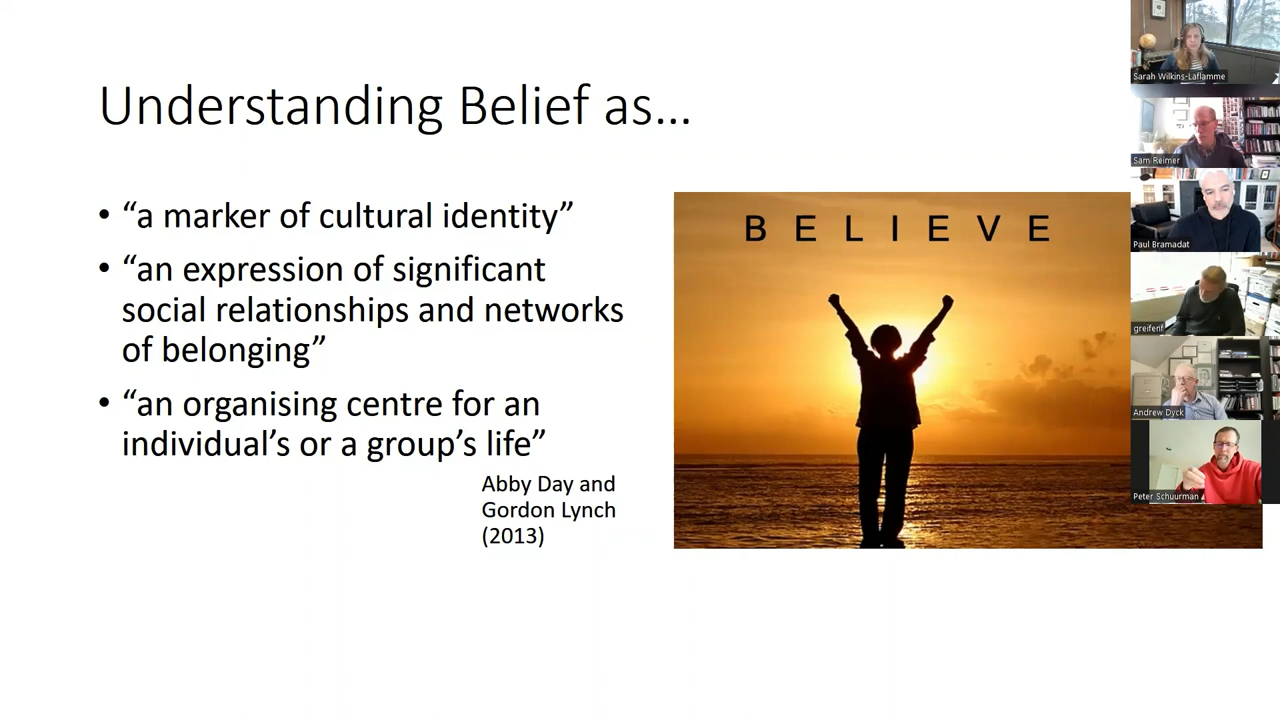 Understanding Belief as...
• “a marker of cultural identity”
• “an expression of significant
social relationships and networks
of belonging”
• “an organising centre for an
individual’s or a group’s life”
Abby Day and
Gordon Lynch
(2013)
BELIEVE
Sarah Wilkins-Laflamme
Sam Reimer
Paul Bramadat
greifenf
Andrew Dyck
Peter Schuurman